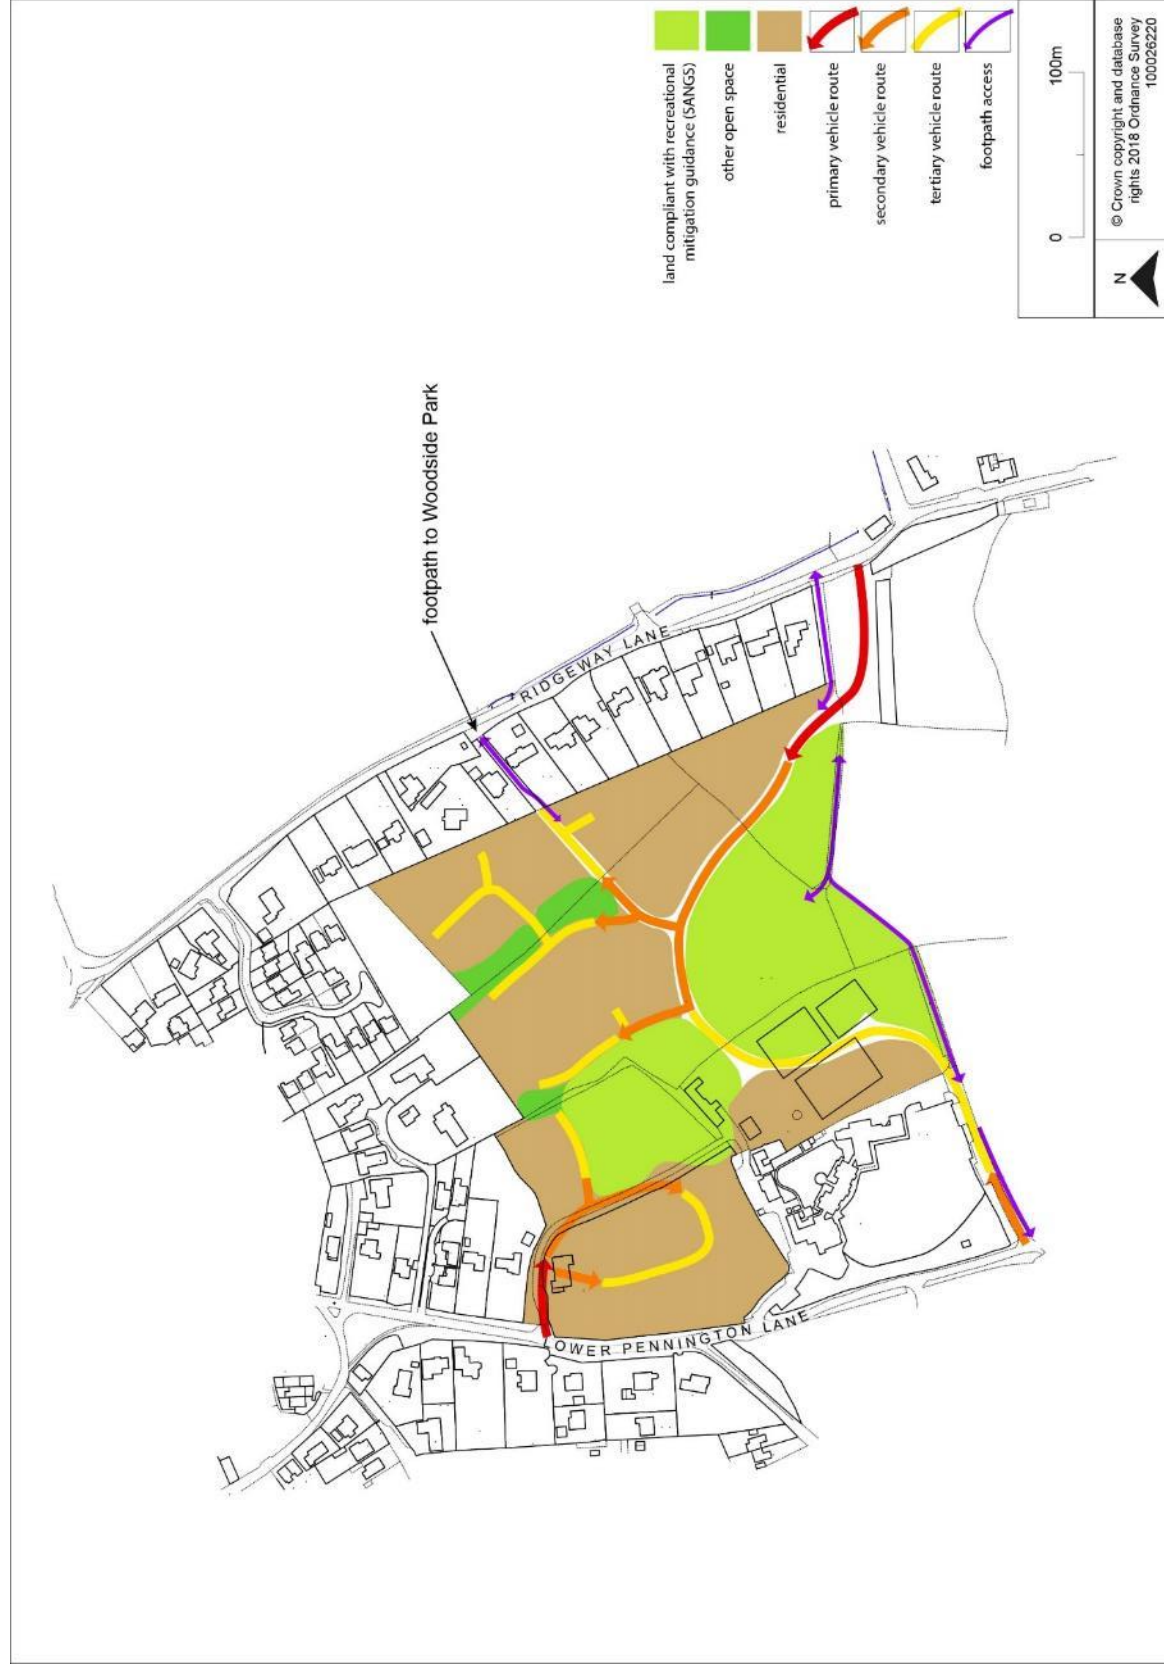 footpath to Woodside Park
RIDGEWAY LANE
OWER PENNINGTON LANE
land compliant with recreational
mitigation guidance (SANGS)
other open space
residential
primary vehicle route
secondary vehicle route
tertiary vehicle route
footpath access
0
100m
N
© Crown copyright and database
rights 2018 Ordnance Survey
100026220